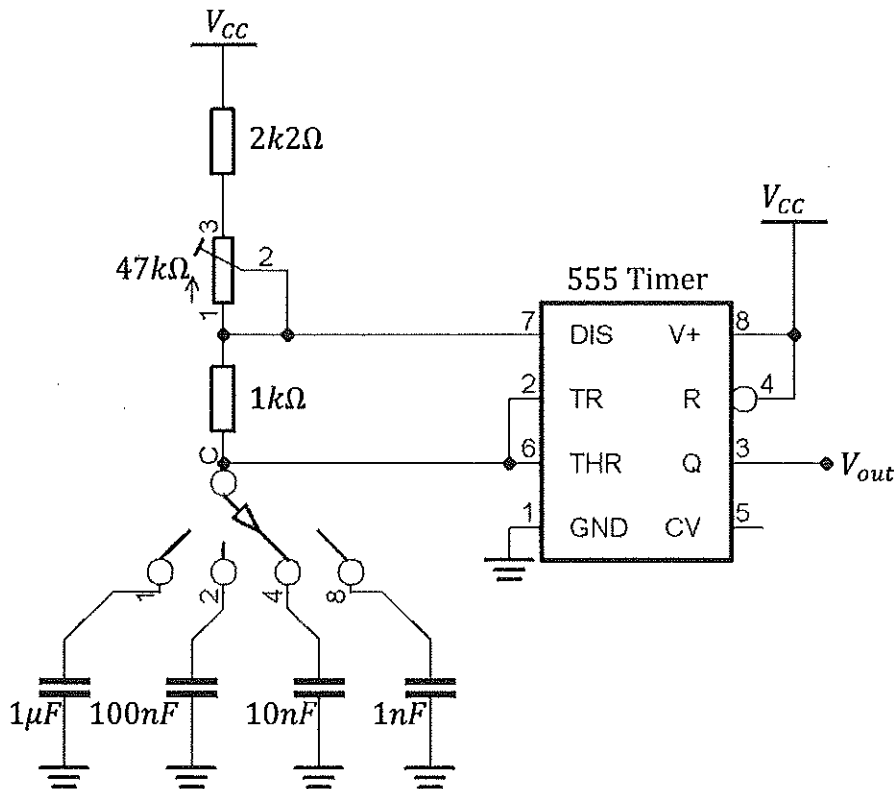 V_CC
2k2Ω
3
47kΩ
2
1
1kΩ
C
1
2
4
8
1μF
100nF
10nF
1nF
V_CC
555 Timer
7 DIS V+ 8
2 TR R 4
6 THR Q 3
V_out
1 GND CV 5